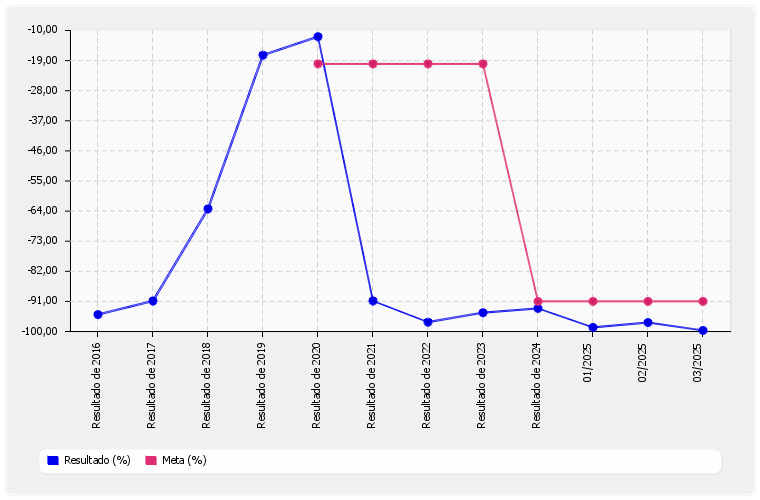 -10,00
-19,00
-28,00
-37,00
-46,00
-55,00
-64,00
-73,00
-82,00
-91,00
-100,00
Resultado de 2016
Resultado de 2017
Resultado de 2018
Resultado de 2019
Resultado de 2020
Resultado de 2021
Resultado de 2022
Resultado de 2023
Resultado de 2024
01/2025
02/2025
03/2025
Resultado (%)
Meta (%)